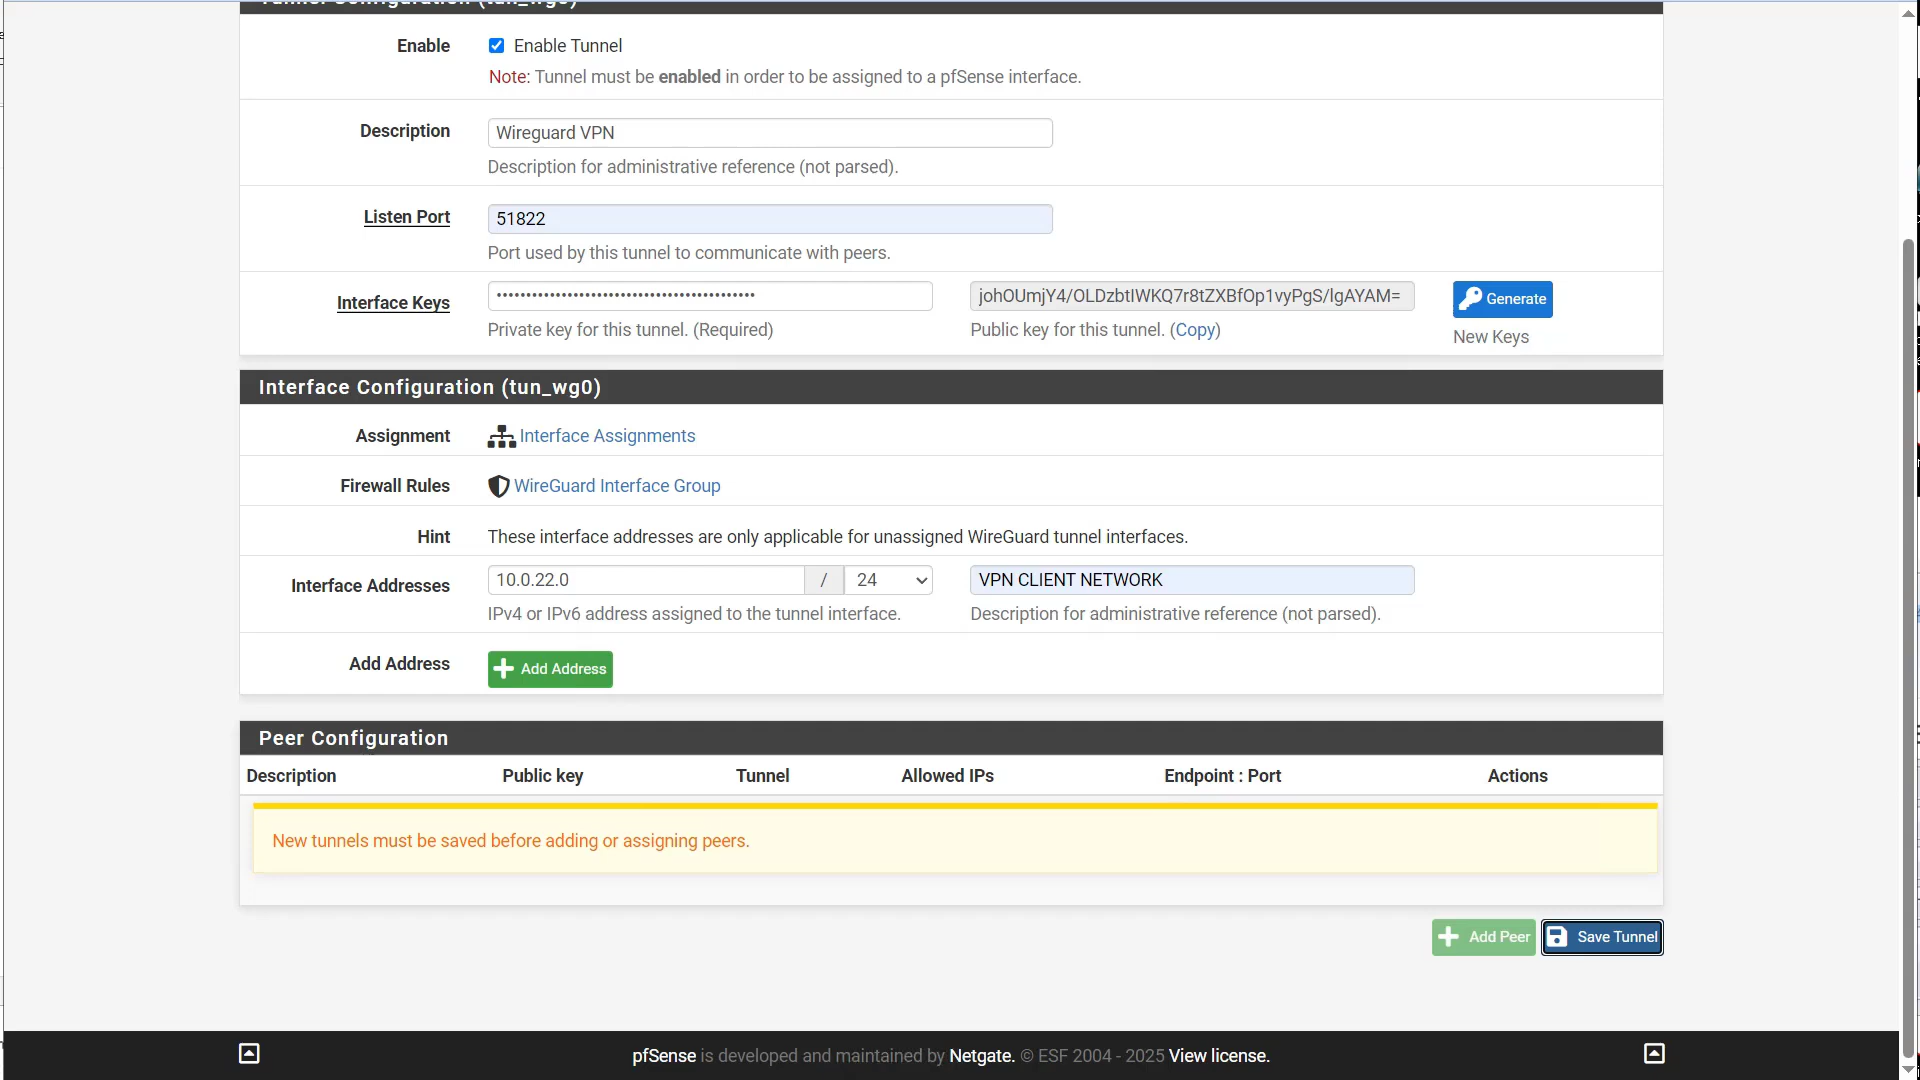 Tunnel Configuration (tun_wg0)
Enable
Enable Tunnel
Note: Tunnel must be enabled in order to be assigned to a pfSense interface.
Description
Wireguard VPN
Description for administrative reference (not parsed).
Listen Port
51822
Port used by this tunnel to communicate with peers.
Interface Keys
johOUmjY4/OLDzbtIWKQ7r8tZXBfOp1vyPgS/lgAYAM=
Generate
Private key for this tunnel. (Required)
Public key for this tunnel. (Copy)
New Keys
Interface Configuration (tun_wg0)
Assignment
Interface Assignments
Firewall Rules
WireGuard Interface Group
Hint
These interface addresses are only applicable for unassigned WireGuard tunnel interfaces.
Interface Addresses
10.0.22.0 / 24
VPN CLIENT NETWORK
IPv4 or IPv6 address assigned to the tunnel interface.
Description for administrative reference (not parsed).
Add Address
Add Address
Peer Configuration
Description Public key Tunnel Allowed IPs Endpoint : Port Actions
New tunnels must be saved before adding or assigning peers.
Add Peer
Save Tunnel
pfSense is developed and maintained by Netgate. © ESF 2004 - 2025 View license.